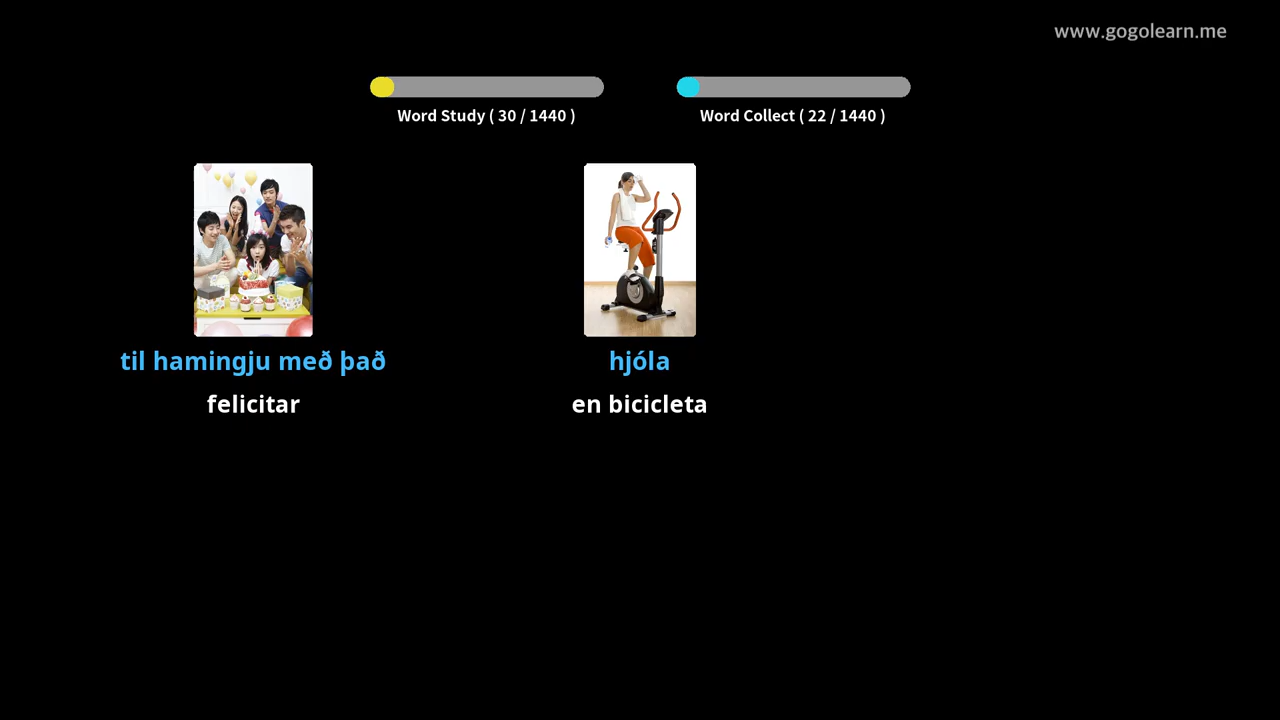 www.gogolearn.me
Word Study ( 30 / 1440 )
Word Collect ( 22 / 1440 )
til hamingju með það
felicitar
hjóla
en bicicleta